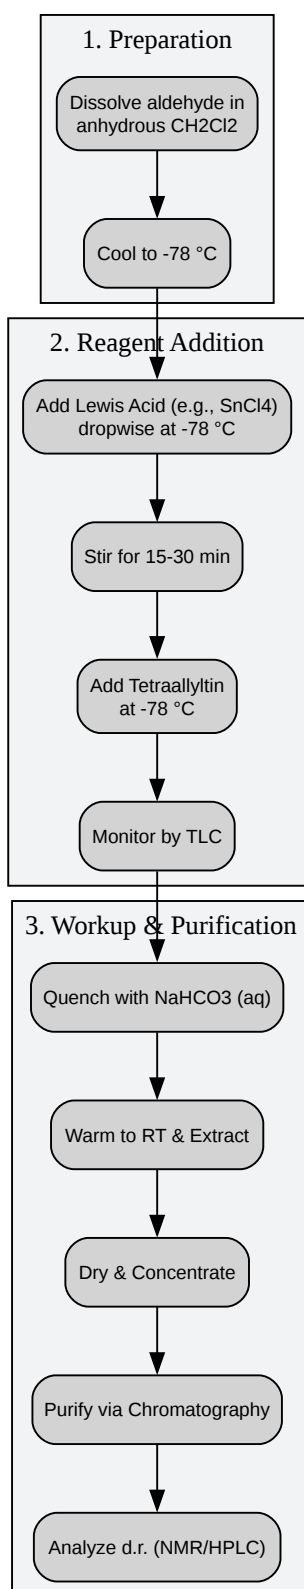 1. Preparation
Dissolve aldehyde in
anhydrous CH2Cl2
Cool to -78 °C
2. Reagent Addition
Add Lewis Acid (e.g., SnCl4)
dropwise at -78 °C
Stir for 15-30 min
Add Tetraallyltin
at -78 °C
Monitor by TLC
3. Workup & Purification
Quench with NaHCO3 (aq)
Warm to RT & Extract
Dry & Concentrate
Purify via Chromatography
Analyze d.r. (NMR/HPLC)